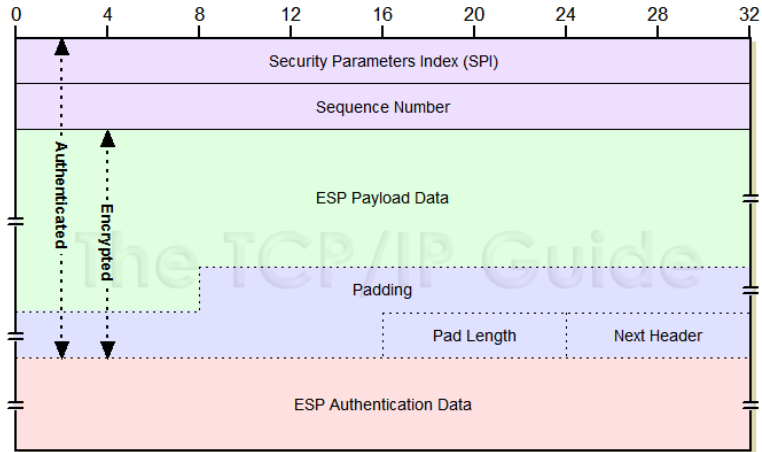 0 4 8 12 16 20 24 28 32
Security Parameters Index (SPI)
Sequence Number
Authenticated
Encrypted
ESP Payload Data
The TCP/IP Guide
Padding
Pad Length Next Header
ESP Authentication Data